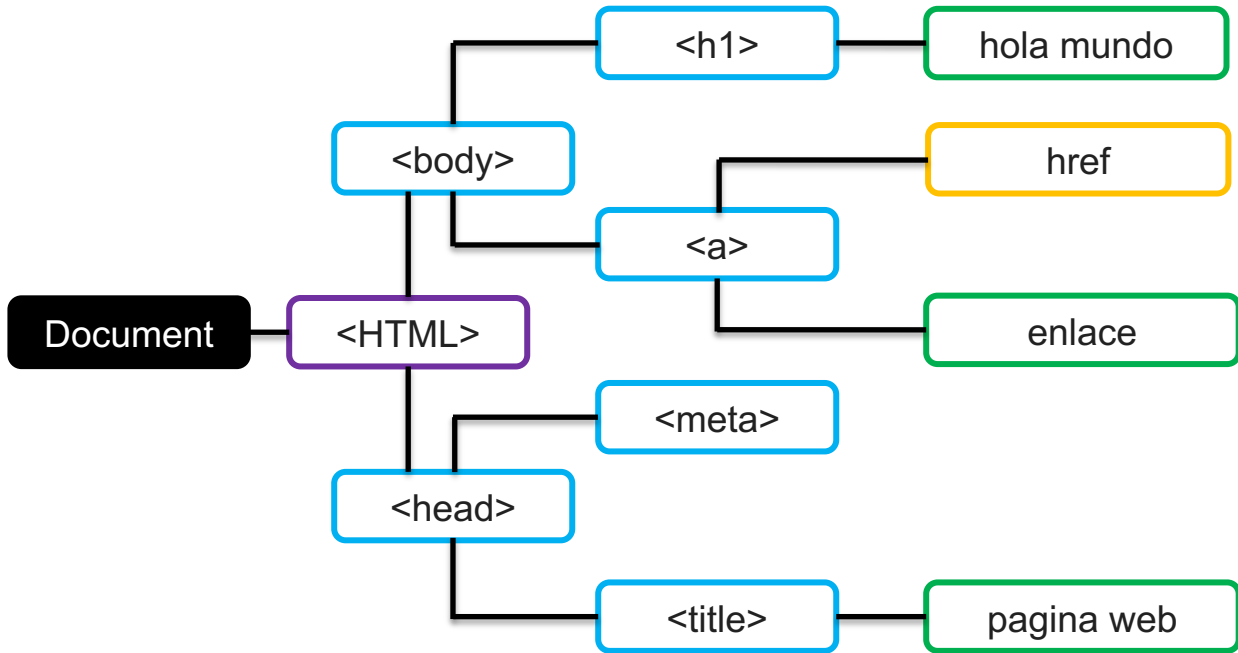 <h1>
hola mundo
<body>
href
<a>
Document
<HTML>
enlace
<meta>
<head>
<title>
pagina web